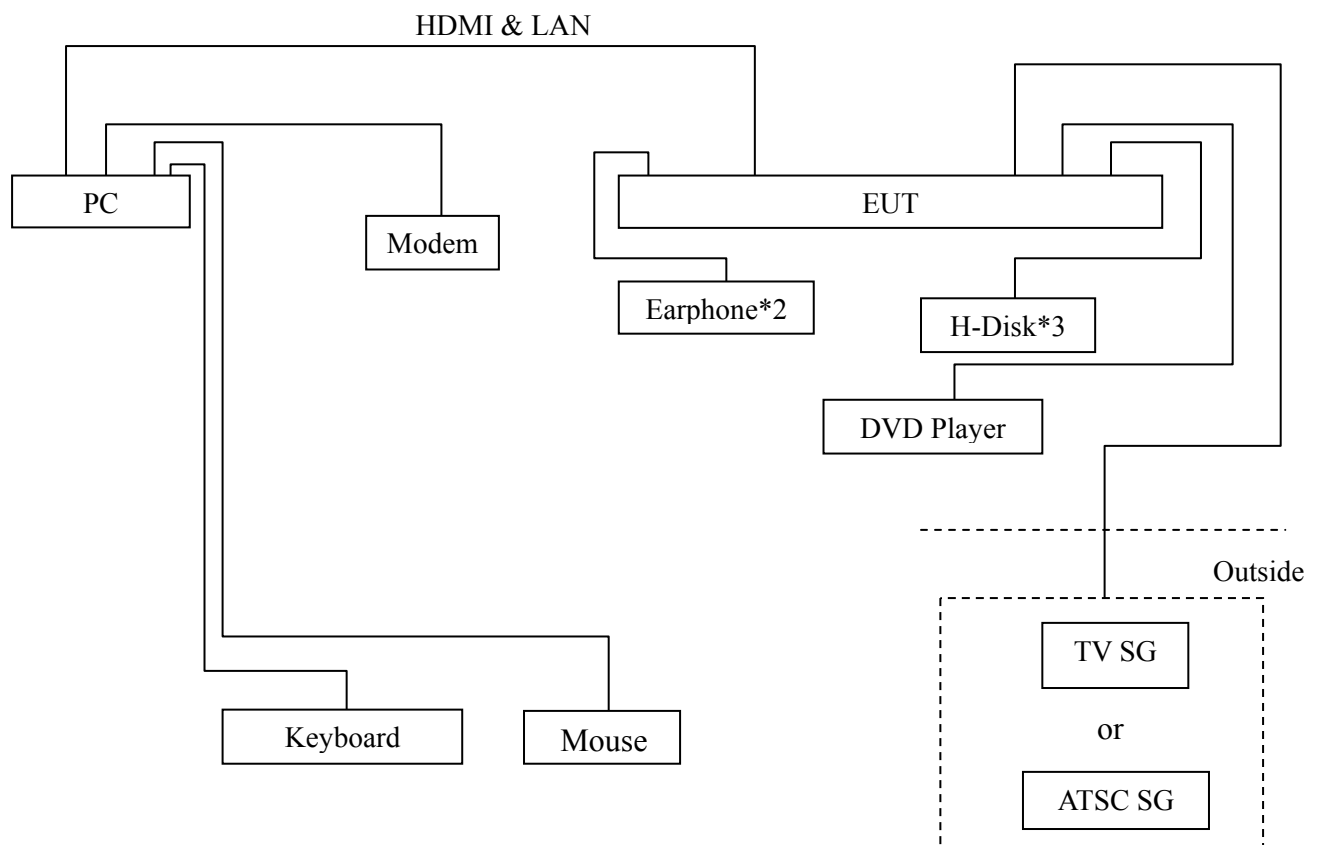 HDMI & LAN
PC
EUT
Modem
Earphone*2
H-Disk*3
DVD Player
Outside
TV SG
or
ATSC SG
Keyboard
Mouse